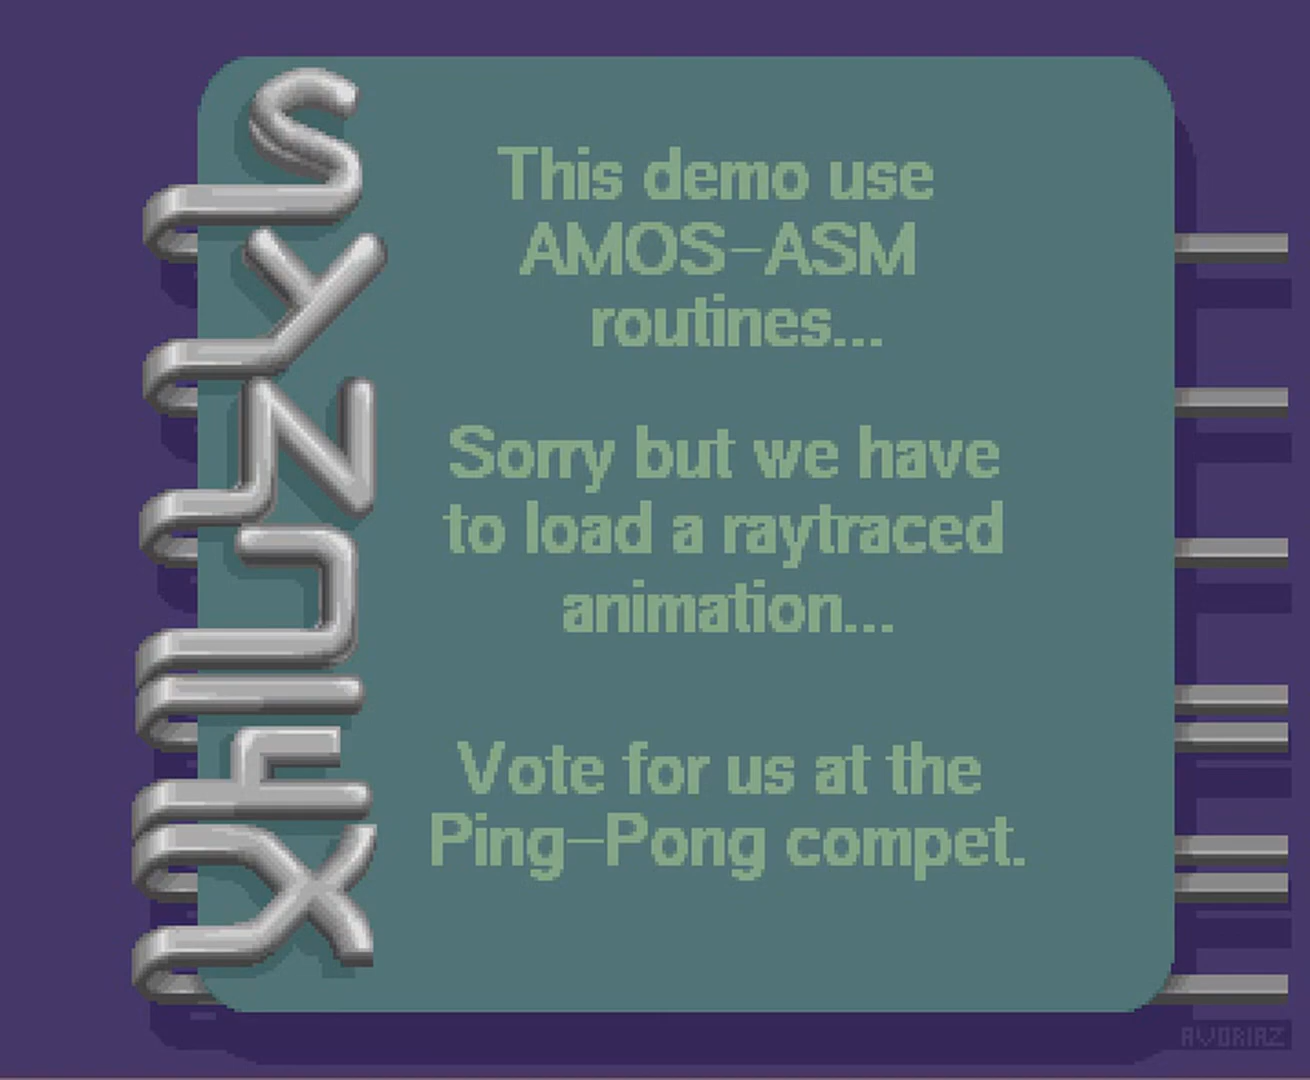 This demo use
AMOS-ASM
routines...
Sorry but we have
to load a raytraced
animation...
Vote for us at the
Ping-Pong compet.
AVORIAZ